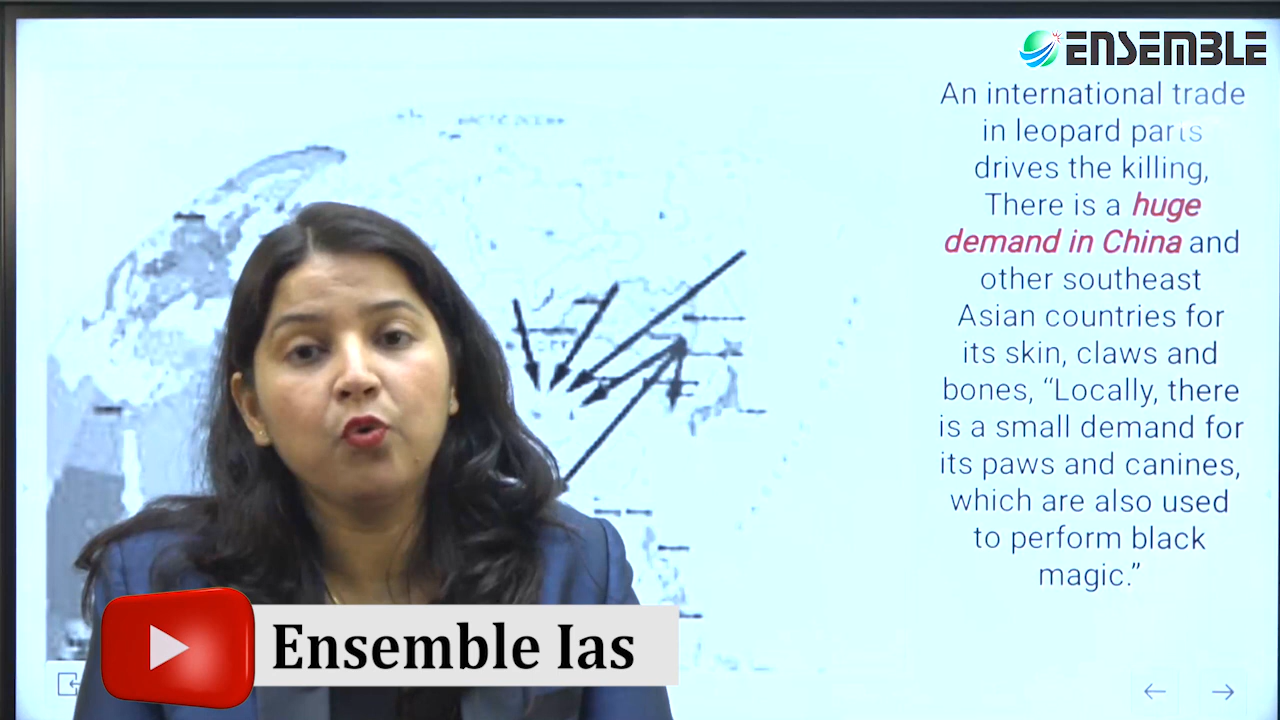 ENSEMBLE
An international trade
in leopard parts
drives the killing,
There is a huge
demand in China and
other southeast
Asian countries for
its skin, claws and
bones, “Locally, there
is a small demand for
its paws and canines,
which are also used
to perform black
magic.”
ARCTIC OCEAN
Ensemble Ias